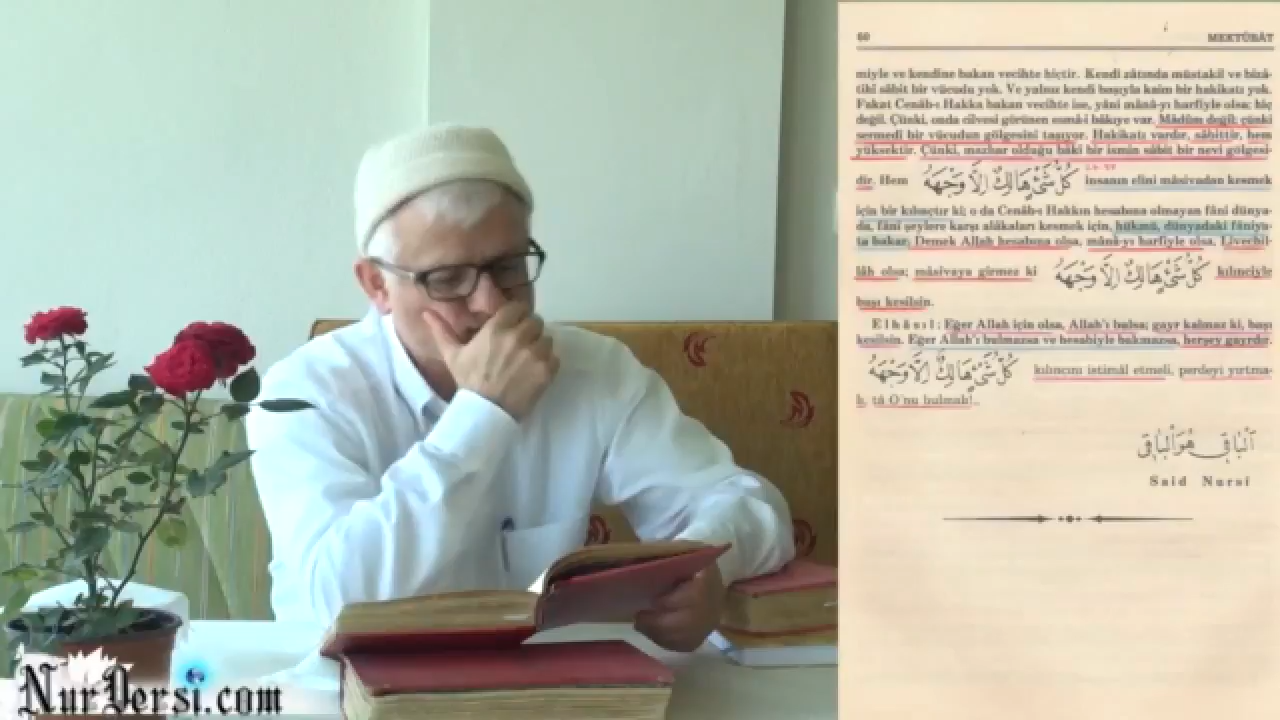 60 MEKTÛBÂT
miyle ve kendine bakan vecihte hiçtir. Kendi zâtında müstakil ve bizâ-
tihî sâbit bir vücudu yok. Ve yalnız kendi başıyla kaim bir hakikatı yok.
Fakat Cenâb-ı Hakka bakan vecihte ise, yâni mânâ-yı harfiyle olsa; hiç
değil. Çünki, onda cilvesi görünen esmâ-i bâkiye var. Mâdûm değil; çünki
sermedî bir vücudun gölgesini taşıyor. Hakikatı vardır, sâbittir, hem
yüksektir. Çünki, mazhar olduğu bâkî bir ismin sâbit bir nevi gölgesi-
dir. Hem كُلُّ شَيْءٍ هَالِكٌ اِلَّا وَجْهَهُ insanın elini mâsivadan kesmek
için bir kılınçtır ki; o da Cenâb-ı Hakkın hesabına olmayan fâni dünya-
da, fânî şeylere karşı alâkaları kesmek için, hükmü, dünyadaki fâniya-
ta bakar. Demek Allah hesabına olsa, mânâ-yı harfiyle olsa, Livechil-
lâh olsa; mâsivaya girmez ki كُلُّ شَيْءٍ هَالِكٌ اِلَّا وَجْهَهُ kılınciyle
başı kesilsin.
Elhâsıl: Eğer Allah için olsa, Allah'ı bulsa; gayr kalmaz ki, başı
kesilsin. Eğer Allah'ı bulmazsa ve hesabiyle bakmazsa, herşey gayrdır.
كُلُّ شَيْءٍ هَالِكٌ اِلَّا وَجْهَهُ kılıncını istimâl etmeli, perdeyi yırtma-
lı, tâ O'nu bulmalı!..
اَلْبَاقِى هُوَ الْبَاقِى
Said Nursî
NurDersi.com